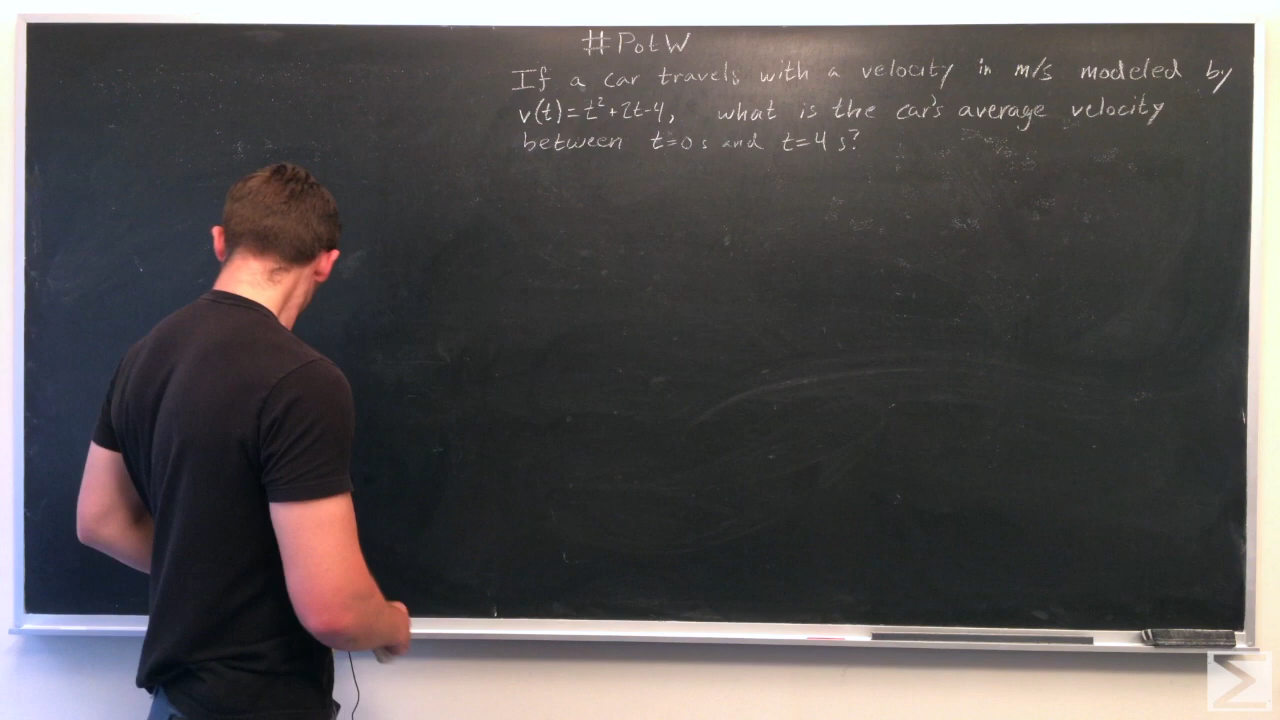 #PotW
If a car travels with a velocity in m/s modeled by
v(t)=t²+2t-4, what is the car's average velocity
between t=0 s and t=4 s?
Σ